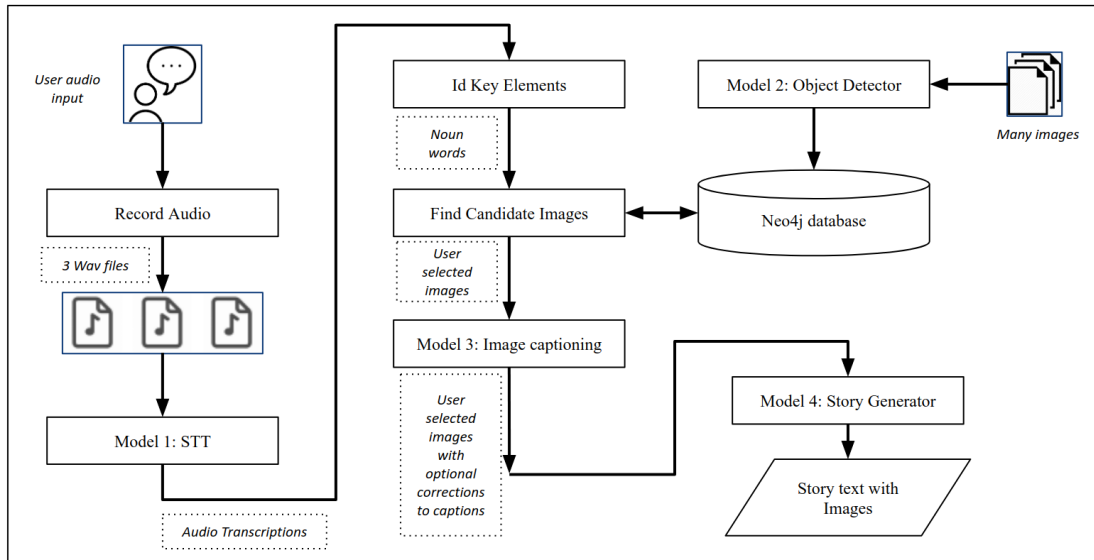 User audio
input
Record Audio
3 Wav files
Model 1: STT
Audio Transcriptions
Id Key Elements
Noun
words
Find Candidate Images
User
selected
images
Model 3: Image captioning
User
selected
images
with
optional
corrections
to captions
Model 2: Object Detector
Many images
Neo4j database
Model 4: Story Generator
Story text with
Images